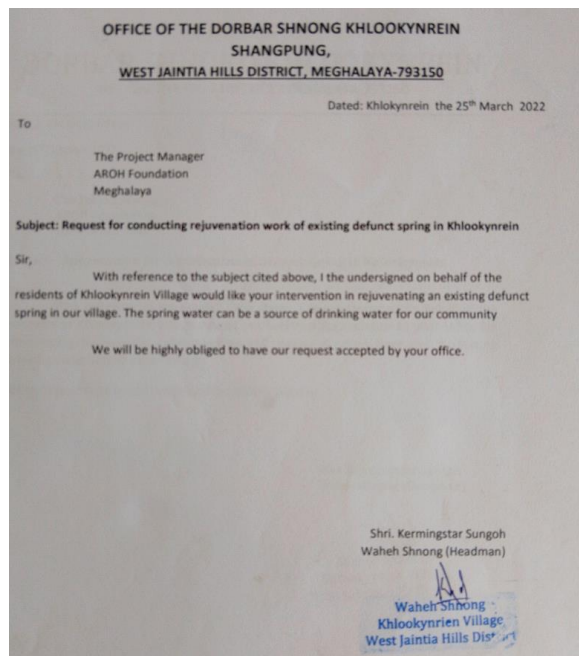 OFFICE OF THE DORBAR SHNONG KHLOOKYNREIN
SHANGPUNG,
WEST JAINTIA HILLS DISTRICT, MEGHALAYA-793150
Dated: Khlokynrein the 25th March 2022
To
The Project Manager
AROH Foundation
Meghalaya
Subject: Request for conducting rejuvenation work of existing defunct spring in Khlookynrein
Sir,
With reference to the subject cited above, I the undersigned on behalf of the
residents of Khlookynrein Village would like your intervention in rejuvenating an existing defunct
spring in our village. The spring water can be a source of drinking water for our community
We will be highly obliged to have our request accepted by your office.
Shri. Kermingstar Sungoh
Waheh Shnong (Headman)
Waheh Shnong
Khlookynrien Village
West Jaintia Hills